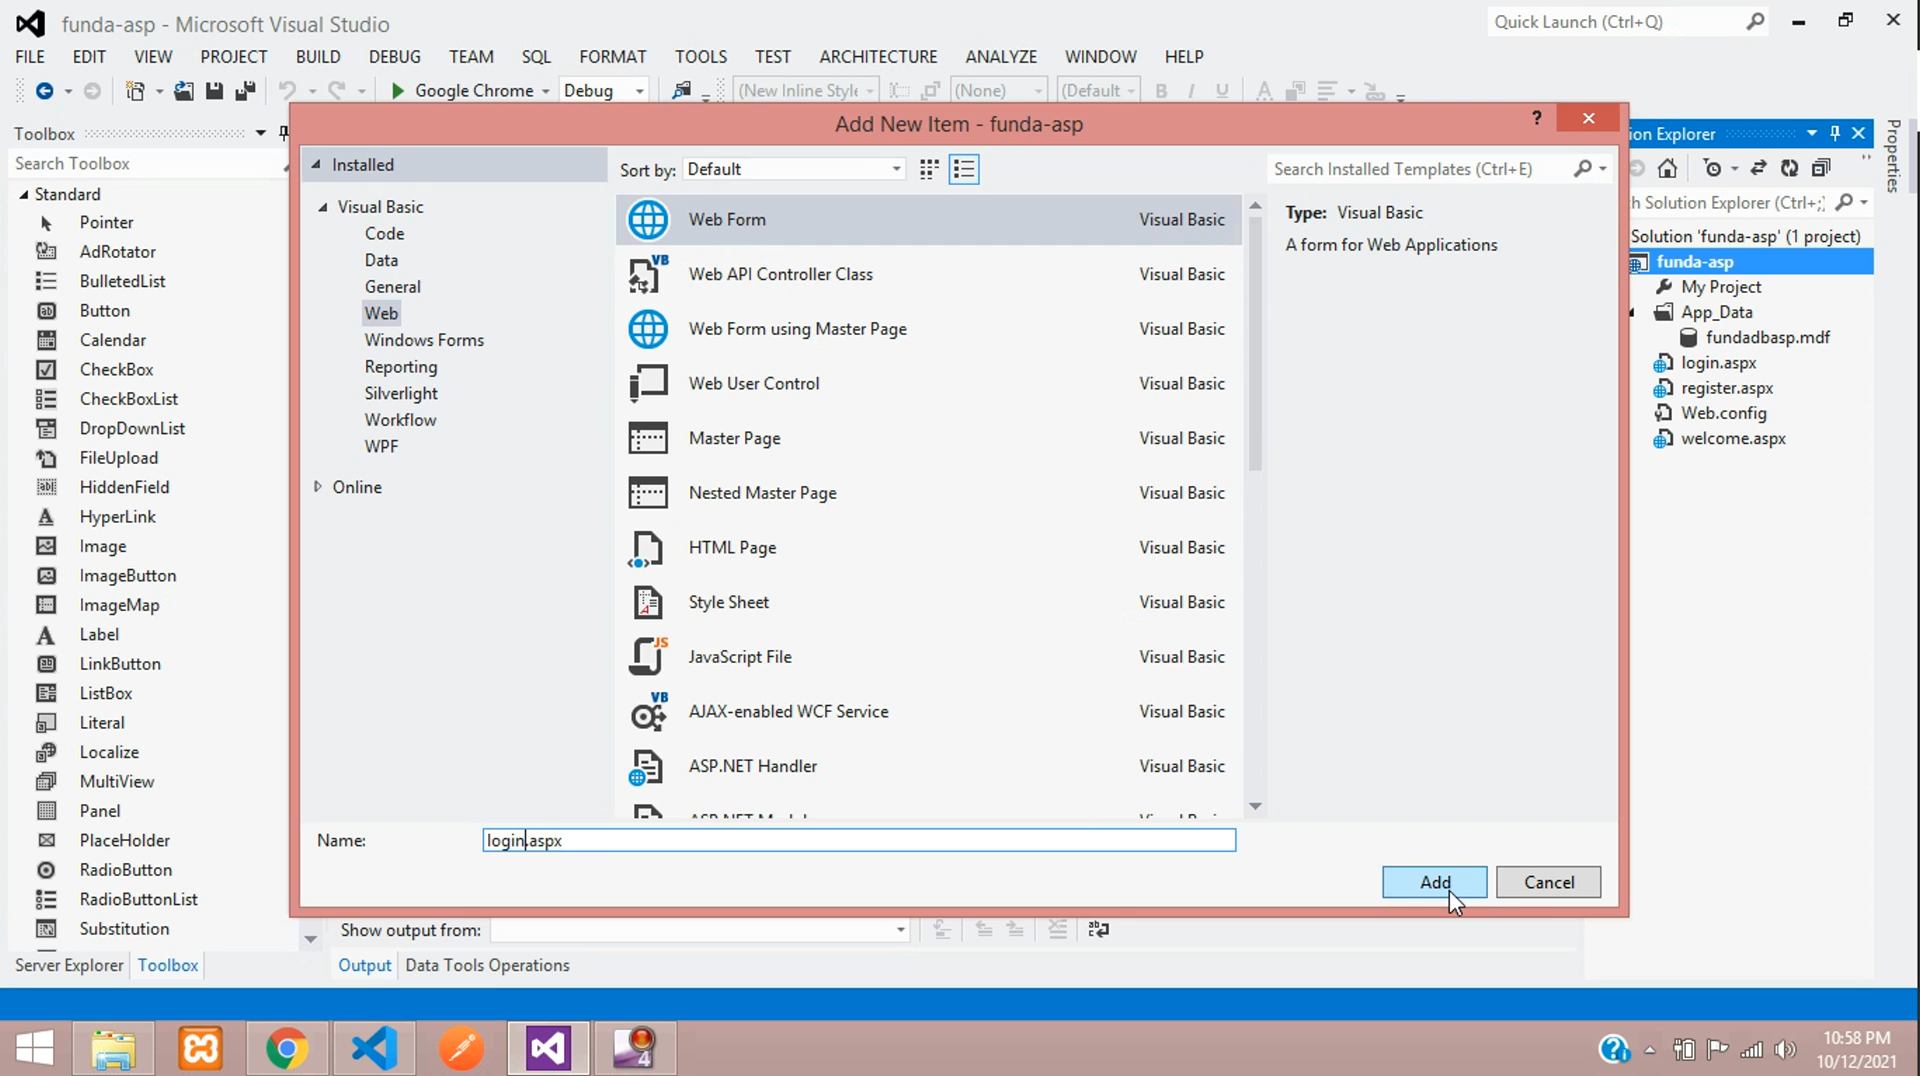 funda-asp - Microsoft Visual Studio
Quick Launch (Ctrl+Q)
FILE EDIT VIEW PROJECT BUILD DEBUG TEAM SQL FORMAT TOOLS TEST ARCHITECTURE ANALYZE WINDOW HELP
Google Chrome Debug (New Inline Style (None) (Default
Toolbox
Search Toolbox
Standard
Pointer
AdRotator
BulletedList
Button
Calendar
CheckBox
CheckBoxList
DropDownList
FileUpload
HiddenField
HyperLink
Image
ImageButton
ImageMap
Label
LinkButton
ListBox
Literal
Localize
MultiView
Panel
PlaceHolder
RadioButton
RadioButtonList
Substitution
Server Explorer Toolbox
Add New Item - funda-asp
Installed
Visual Basic
Code
Data
General
Web
Windows Forms
Reporting
Silverlight
Workflow
WPF
Online
Sort by: Default
Search Installed Templates (Ctrl+E)
Web Form Visual Basic
Web API Controller Class Visual Basic
Web Form using Master Page Visual Basic
Web User Control Visual Basic
Master Page Visual Basic
Nested Master Page Visual Basic
HTML Page Visual Basic
Style Sheet Visual Basic
JavaScript File Visual Basic
AJAX-enabled WCF Service Visual Basic
ASP.NET Handler Visual Basic
Type: Visual Basic
A form for Web Applications
Name: login.aspx
Add Cancel
Show output from:
Output Data Tools Operations
on Explorer
h Solution Explorer (Ctrl+;)
Solution 'funda-asp' (1 project)
funda-asp
My Project
App_Data
fundadbasp.mdf
login.aspx
register.aspx
Web.config
welcome.aspx
Properties
10:58 PM
10/12/2021